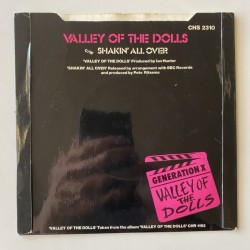 CHS 2310
VALLEY OF THE DOLLS
c/w SHAKIN' ALL OVER
'VALLEY OF THE DOLLS' Produced by Ian Hunter
'SHAKIN' ALL OVER' Released by arrangement with BBC Records
and produced by Pete Ritzema
GENERATION X
VALLEY OF
THE
DOLLS
'VALLEY OF THE DOLLS' Taken from the album 'VALLEY OF THE DOLLS' CHR 1193